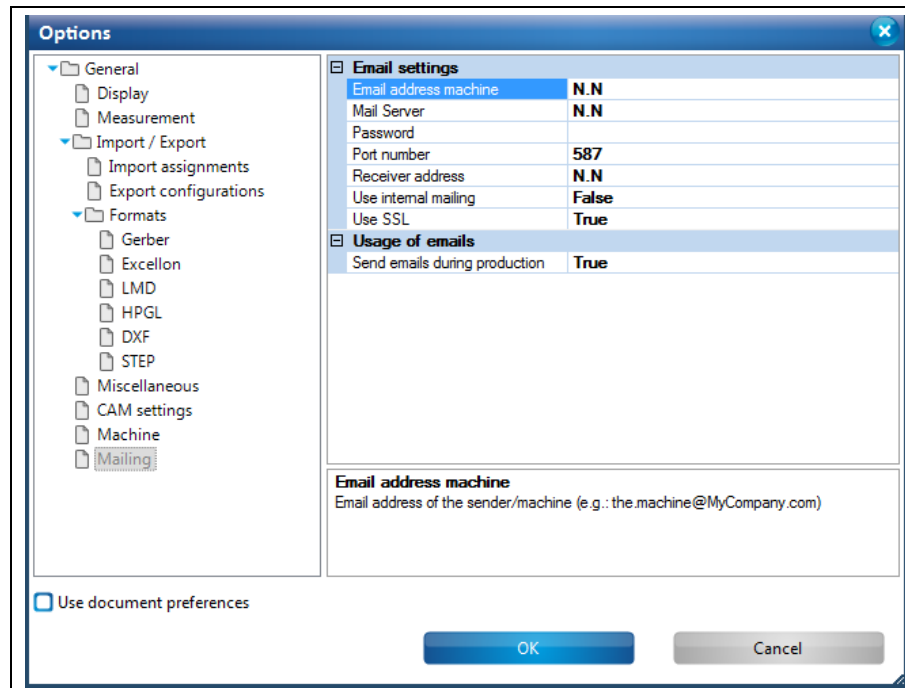 Options
General
Display
Measurement
Import / Export
Import assignments
Export configurations
Formats
Gerber
Excellon
LMD
HPGL
DXF
STEP
Miscellaneous
CAM settings
Machine
Mailing
Email settings
Email address machine N.N
Mail Server N.N
Password
Port number 587
Receiver address N.N
Use internal mailing False
Use SSL True
Usage of emails
Send emails during production True
Email address machine
Email address of the sender/machine (e.g.: the.machine@MyCompany.com)
Use document preferences
OK Cancel